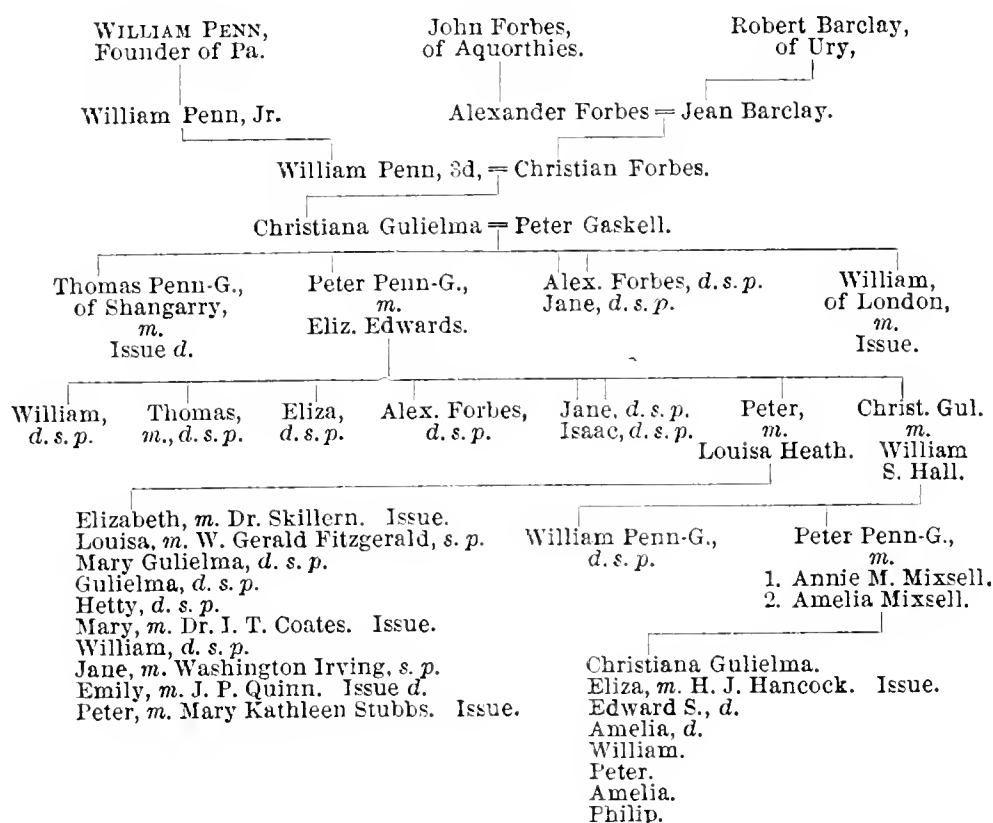 WILLIAM PENN, John Forbes, Robert Barclay,
Founder of Pa. of Aquorthies. of Ury,
William Penn, Jr. Alexander Forbes = Jean Barclay.
William Penn, 3d, = Christian Forbes.
Christiana Gulielma = Peter Gaskell.
Thomas Penn-G., Peter Penn-G., Alex. Forbes, d. s. p. William,
of Shangarry, m. Jane, d. s. p. of London,
m. Eliz. Edwards. m.
Issue d. Issue.
William, Thomas, Eliza, Alex. Forbes, Jane, d. s. p. Peter, Christ. Gul.
d. s. p. m., d. s. p. d. s. p. d. s. p. Isaac, d. s. p. m. m.
Louisa Heath. William
S. Hall.
Elizabeth, m. Dr. Skillern. Issue.
Louisa, m. W. Gerald Fitzgerald, s. p.
Mary Gulielma, d. s. p.
Gulielma, d. s. p.
Hetty, d. s. p.
Mary, m. Dr. I. T. Coates. Issue.
William, d. s. p.
Jane, m. Washington Irving, s. p.
Emily, m. J. P. Quinn. Issue d.
Peter, m. Mary Kathleen Stubbs. Issue.
William Penn-G., Peter Penn-G.,
d. s. p. m.
1. Annie M. Mixsell.
2. Amelia Mixsell.
Christiana Gulielma.
Eliza, m. H. J. Hancock. Issue.
Edward S., d.
Amelia, d.
William.
Peter.
Amelia.
Philip.